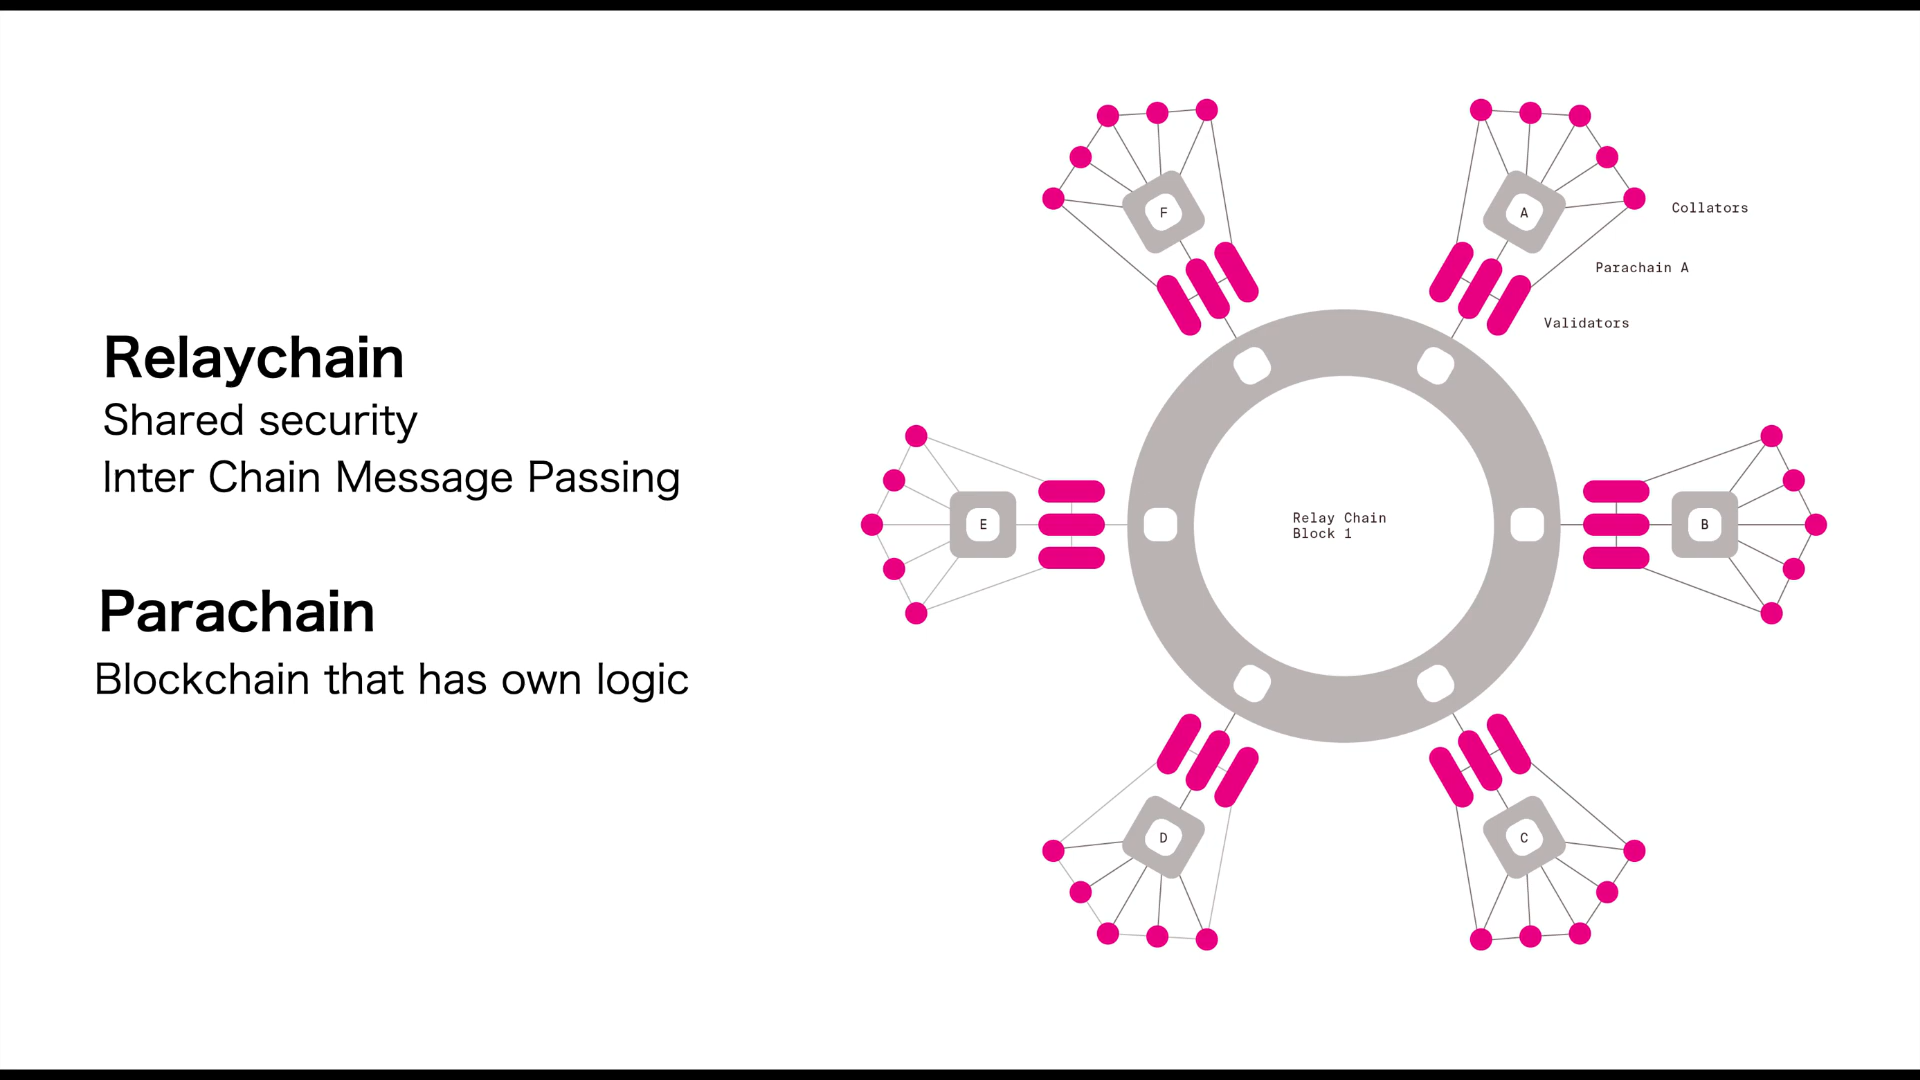 Relaychain
Shared security
Inter Chain Message Passing
Parachain
Blockchain that has own logic
F
A
Collators
Parachain A
Validators
E
Relay Chain
Block 1
B
D
C